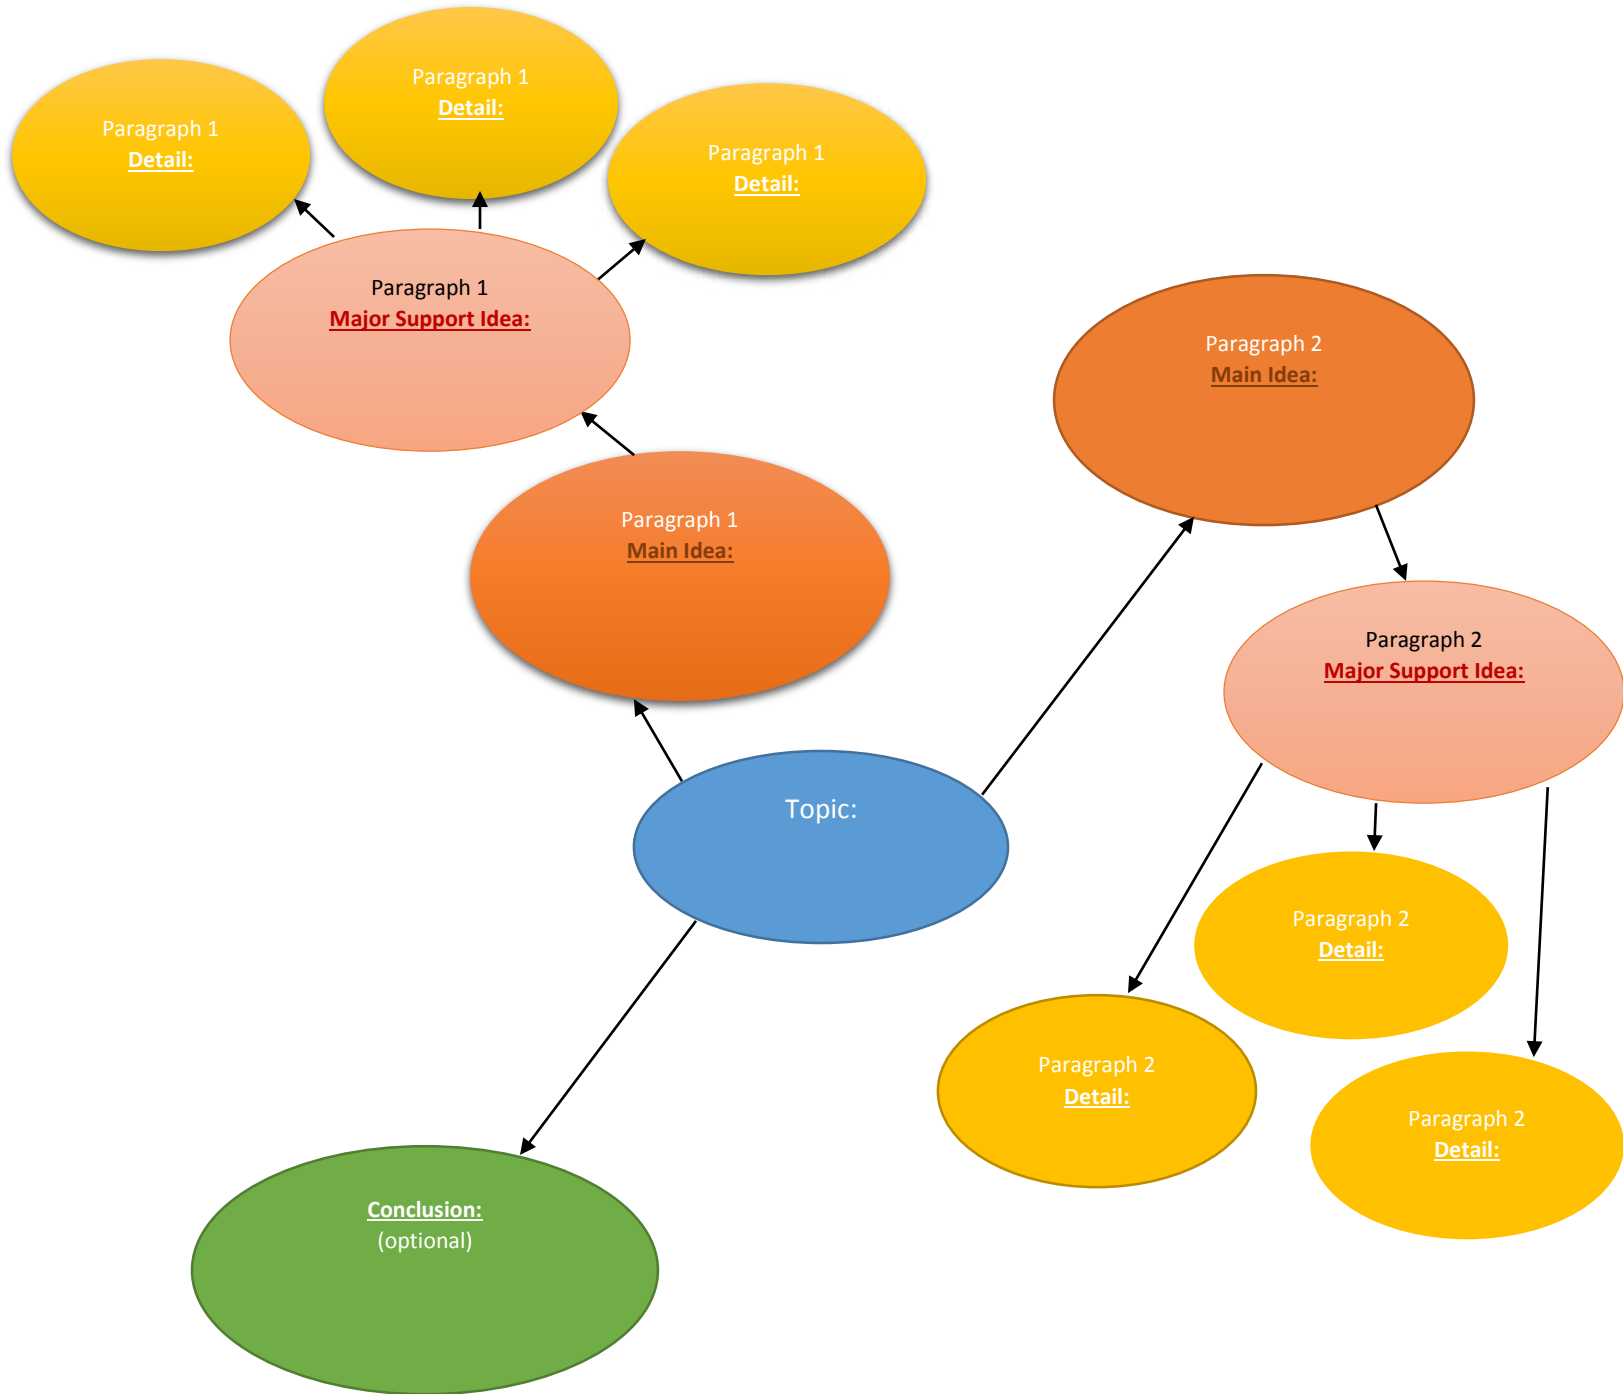 Paragraph 1
Detail:
Paragraph 1
Detail:
Paragraph 1
Detail:
Paragraph 1
Major Support Idea:
Paragraph 1
Main Idea:
Paragraph 2
Main Idea:
Paragraph 2
Major Support Idea:
Topic:
Paragraph 2
Detail:
Paragraph 2
Detail:
Paragraph 2
Detail:
Conclusion:
(optional)